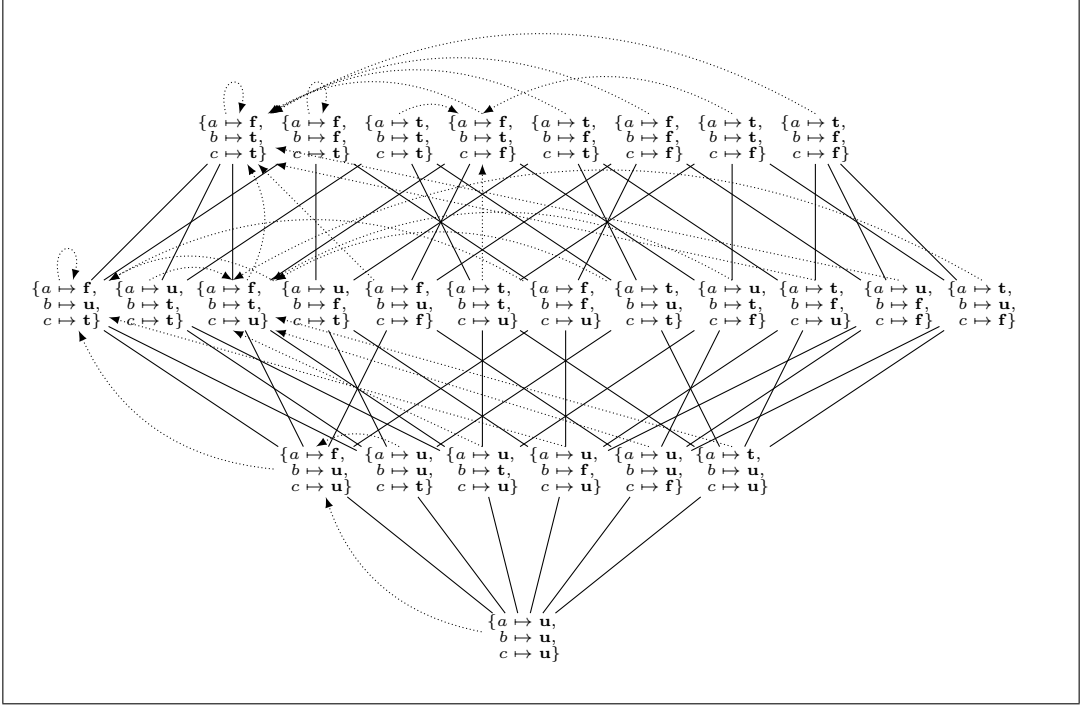 {a ↦ f,
b ↦ t,
c ↦ t}
{a ↦ f,
b ↦ f,
c ↦ t}
{a ↦ t,
b ↦ t,
c ↦ t}
{a ↦ f,
b ↦ t,
c ↦ f}
{a ↦ t,
b ↦ f,
c ↦ t}
{a ↦ f,
b ↦ f,
c ↦ f}
{a ↦ t,
b ↦ t,
c ↦ f}
{a ↦ t,
b ↦ f,
c ↦ f}
{a ↦ f,
b ↦ u,
c ↦ t}
{a ↦ u,
b ↦ t,
c ↦ t}
{a ↦ f,
b ↦ t,
c ↦ u}
{a ↦ u,
b ↦ f,
c ↦ t}
{a ↦ f,
b ↦ u,
c ↦ f}
{a ↦ t,
b ↦ t,
c ↦ u}
{a ↦ f,
b ↦ f,
c ↦ u}
{a ↦ t,
b ↦ u,
c ↦ t}
{a ↦ u,
b ↦ t,
c ↦ f}
{a ↦ t,
b ↦ f,
c ↦ u}
{a ↦ u,
b ↦ f,
c ↦ f}
{a ↦ t,
b ↦ u,
c ↦ f}
{a ↦ f,
b ↦ u,
c ↦ u}
{a ↦ u,
b ↦ u,
c ↦ t}
{a ↦ u,
b ↦ t,
c ↦ u}
{a ↦ u,
b ↦ f,
c ↦ u}
{a ↦ u,
b ↦ u,
c ↦ f}
{a ↦ t,
b ↦ u,
c ↦ u}
{a ↦ u,
b ↦ u,
c ↦ u}